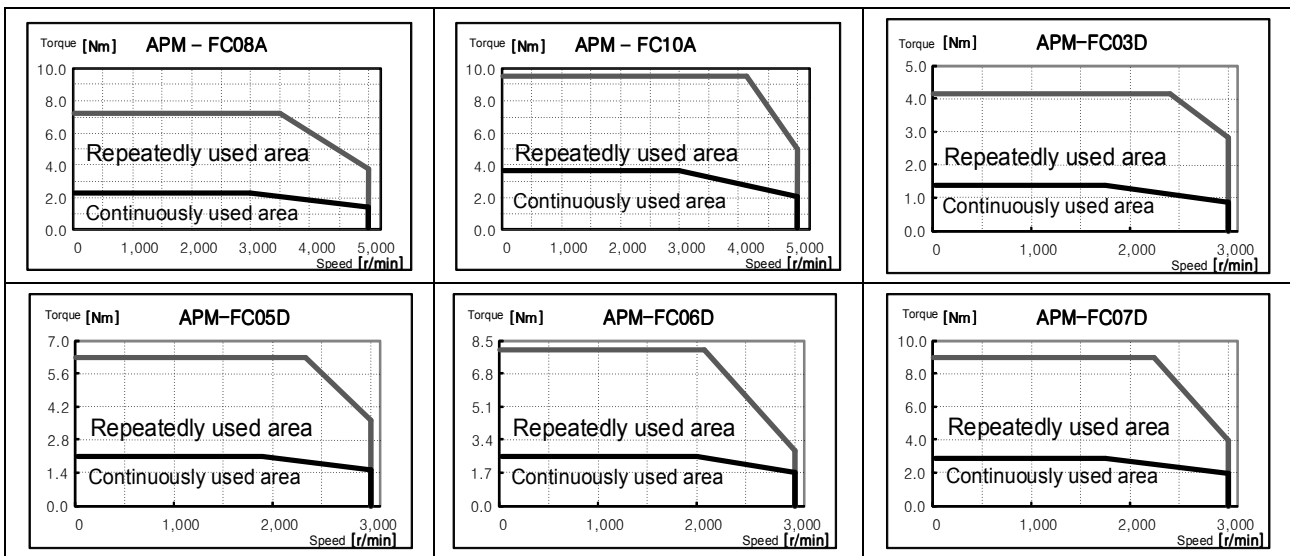 Torque [Nm] APM - FC08A
10.0
8.0
6.0
Repeatedly used area
4.0
2.0
Continuously used area
0.0
0 1,000 2,000 3,000 4,000 5,000
Speed [r/min]
Torque [Nm] APM - FC10A
10.0
8.0
6.0
Repeatedly used area
4.0
2.0
Continuously used area
0.0
0 1,000 2,000 3,000 4,000 5,000
Speed [r/min]
Torque [Nm] APM-FC03D
5.0
4.0
3.0
Repeatedly used area
2.0
1.0
Continuously used area
0.0
0 1,000 2,000 3,000
Speed [r/min]
Torque [Nm] APM-FC05D
7.0
5.6
4.2
Repeatedly used area
2.8
1.4
Continuously used area
0.0
0 1,000 2,000 3,000
Speed [r/min]
Torque [Nm] APM-FC06D
8.5
6.8
5.1
Repeatedly used area
3.4
1.7
Continuously used area
0.0
0 1,000 2,000 3,000
Speed [r/min]
Torque [Nm] APM-FC07D
10.0
8.0
6.0
Repeatedly used area
4.0
2.0
Continuously used area
0.0
0 1,000 2,000 3,000
Speed [r/min]